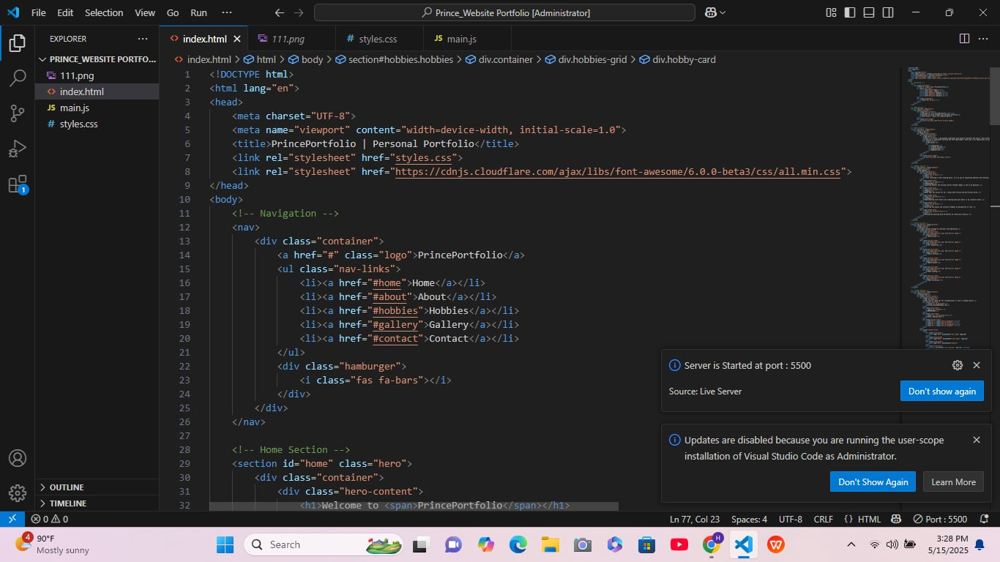 File Edit Selection View Go Run ··· Prince_Website Portfolio [Administrator]
EXPLORER ···
PRINCE_WEBSITE PORTFO...
111.png
index.html
JS main.js
# styles.css
OUTLINE
TIMELINE
index.html 111.png # styles.css JS main.js
index.html > html > body > section#hobbies.hobbies > div.container > div.hobbies-grid > div.hobby-card
1 <!DOCTYPE html>
2 <html lang="en">
3 <head>
4     <meta charset="UTF-8">
5     <meta name="viewport" content="width=device-width, initial-scale=1.0">
6     <title>PrincePortfolio | Personal Portfolio</title>
7     <link rel="stylesheet" href="styles.css">
8     <link rel="stylesheet" href="https://cdnjs.cloudflare.com/ajax/libs/font-awesome/6.0.0-beta3/css/all.min.css">
9 </head>
10 <body>
11     <!-- Navigation -->
12     <nav>
13         <div class="container">
14             <a href="#" class="logo">PrincePortfolio</a>
15             <ul class="nav-links">
16                 <li><a href="#home">Home</a></li>
17                 <li><a href="#about">About</a></li>
18                 <li><a href="#hobbies">Hobbies</a></li>
19                 <li><a href="#gallery">Gallery</a></li>
20                 <li><a href="#contact">Contact</a></li>
21             </ul>
22             <div class="hamburger">
23                 <i class="fas fa-bars"></i>
24             </div>
25         </div>
26     </nav>
27
28     <!-- Home Section -->
29     <section id="home" class="hero">
30         <div class="container">
31             <div class="hero-content">
32                 <h1>Welcome to <span>PrincePortfolio</span></h1>
Server is Started at port : 5500
Source: Live Server
Don't show again
Updates are disabled because you are running the user-scope
installation of Visual Studio Code as Administrator.
Don't Show Again Learn More
1
0 0 Ln 77, Col 23 Spaces: 4 UTF-8 CRLF {} HTML Port : 5500
4 90°F
Mostly sunny
Search
H
W
3:28 PM
5/15/2025